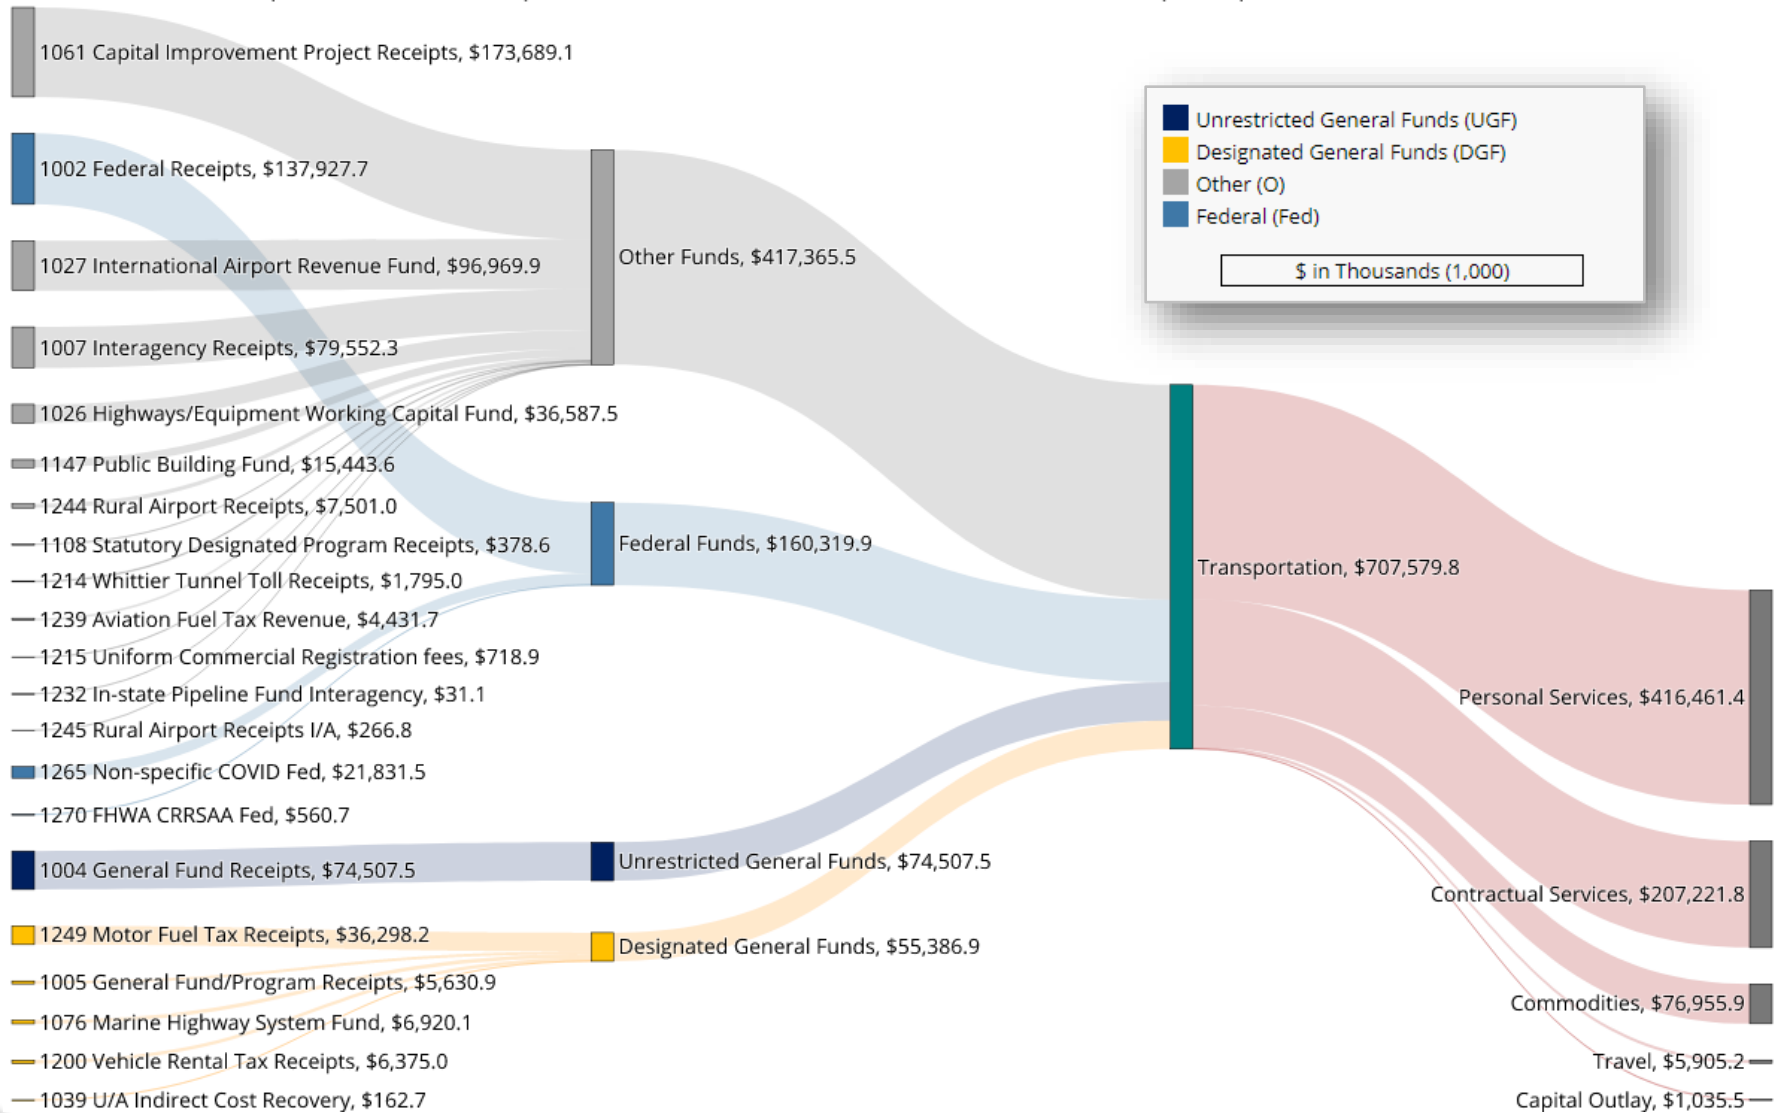 1061 Capital Improvement Project Receipts, $173,689.1
1002 Federal Receipts, $137,927.7
1027 International Airport Revenue Fund, $96,969.9
1007 Interagency Receipts, $79,552.3
1026 Highways/Equipment Working Capital Fund, $36,587.5
1147 Public Building Fund, $15,443.6
1244 Rural Airport Receipts, $7,501.0
1108 Statutory Designated Program Receipts, $378.6
1214 Whittier Tunnel Toll Receipts, $1,795.0
1239 Aviation Fuel Tax Revenue, $4,431.7
1215 Uniform Commercial Registration fees, $718.9
1232 In-state Pipeline Fund Interagency, $31.1
1245 Rural Airport Receipts I/A, $266.8
1265 Non-specific COVID Fed, $21,831.5
1270 FHWA CRRSAA Fed, $560.7
1004 General Fund Receipts, $74,507.5
1249 Motor Fuel Tax Receipts, $36,298.2
1005 General Fund/Program Receipts, $5,630.9
1076 Marine Highway System Fund, $6,920.1
1200 Vehicle Rental Tax Receipts, $6,375.0
1039 U/A Indirect Cost Recovery, $162.7
Other Funds, $417,365.5
Federal Funds, $160,319.9
Unrestricted General Funds, $74,507.5
Designated General Funds, $55,386.9
Unrestricted General Funds (UGF)
Designated General Funds (DGF)
Other (O)
Federal (Fed)
$ in Thousands (1,000)
Transportation, $707,579.8
Personal Services, $416,461.4
Contractual Services, $207,221.8
Commodities, $76,955.9
Travel, $5,905.2
Capital Outlay, $1,035.5